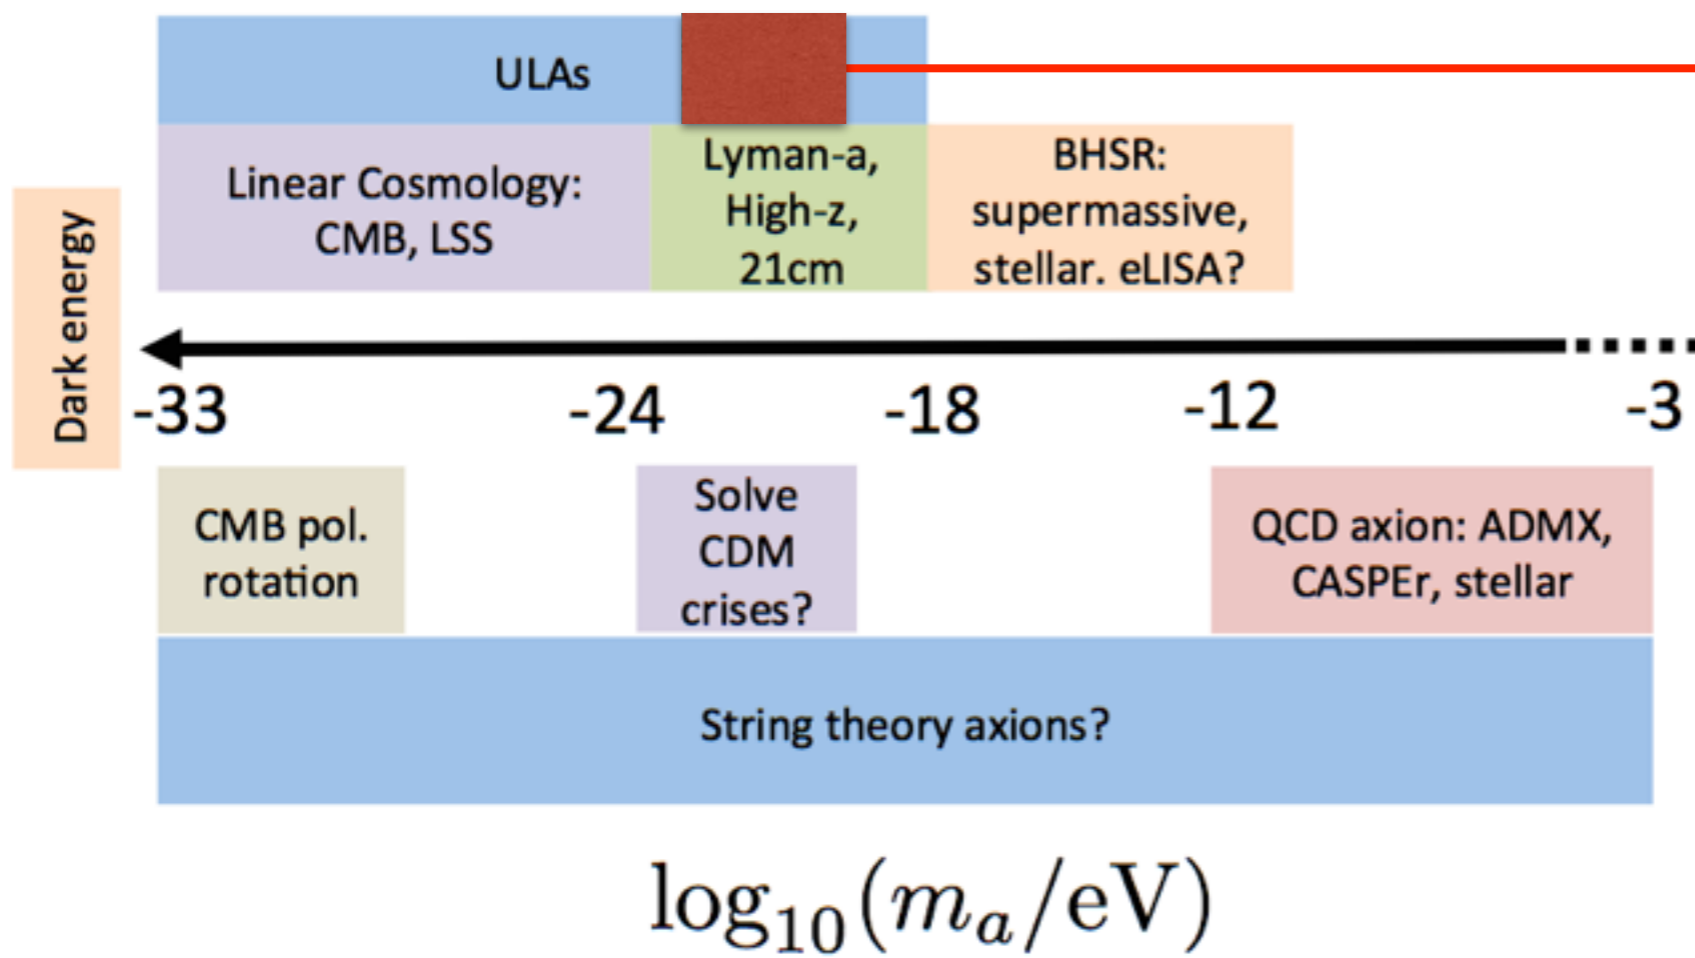 ULAs
Linear Cosmology:
CMB, LSS
Lyman-a,
High-z,
21cm
BHSR:
supermassive,
stellar. eLISA?
Dark energy
-33
-24
-18
-12
-3
CMB pol.
rotation
Solve
CDM
crises?
QCD axion: ADMX,
CASPEr, stellar
String theory axions?
log₁₀(mₐ/eV)